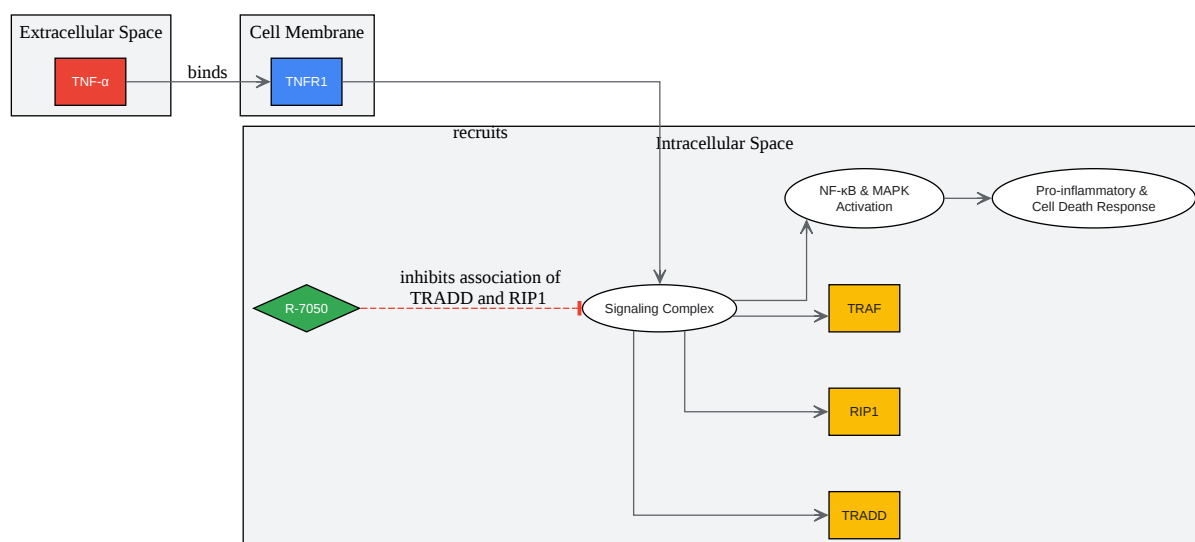 Extracellular Space
Cell Membrane
TNF-α
binds
TNFR1
recruits
Intracellular Space
NF-κB & MAPK
Activation
Pro-inflammatory &
Cell Death Response
inhibits association of
TRADD and RIP1
R-7050
Signaling Complex
TRAF
RIP1
TRADD